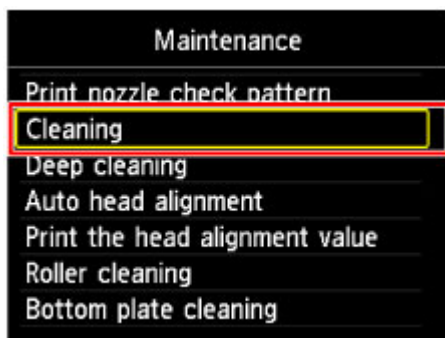 Maintenance
Print nozzle check pattern
Cleaning
Deep cleaning
Auto head alignment
Print the head alignment value
Roller cleaning
Bottom plate cleaning